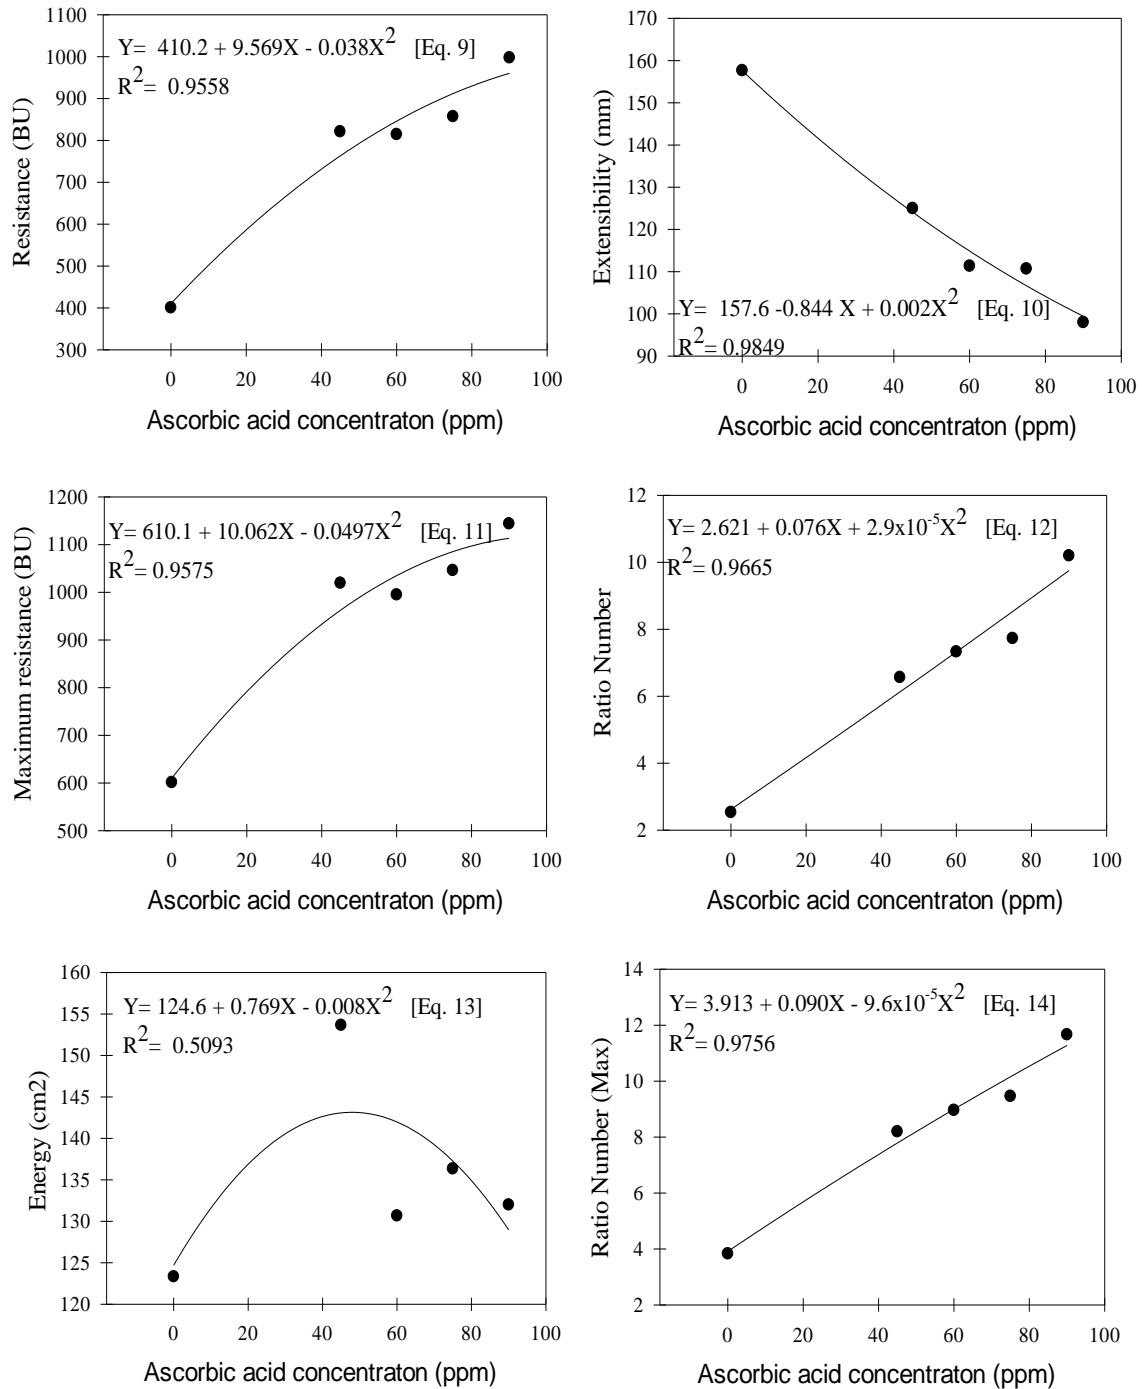 Y= 410.2 + 9.569X - 0.038X² [Eq. 9]
R²= 0.9558
Resistance (BU)
1100
1000
900
800
700
600
500
400
300
0 20 40 60 80 100
Ascorbic acid concentraton (ppm)
170
160
150
140
130
120
110
100
90
Extensibility (mm)
Y= 157.6 -0.844 X + 0.002X² [Eq. 10]
R²= 0.9849
0 20 40 60 80 100
Ascorbic acid concentraton (ppm)
Y= 610.1 + 10.062X - 0.0497X² [Eq. 11]
R²= 0.9575
Maximum resistance (BU)
1200
1100
1000
900
800
700
600
500
0 20 40 60 80 100
Ascorbic acid concentraton (ppm)
Y= 2.621 + 0.076X + 2.9x10⁻⁵X² [Eq. 12]
R²= 0.9665
Ratio Number
12
10
8
6
4
2
0 20 40 60 80 100
Ascorbic acid concentraton (ppm)
Y= 124.6 + 0.769X - 0.008X² [Eq. 13]
R²= 0.5093
Energy (cm2)
160
155
150
145
140
135
130
125
120
0 20 40 60 80 100
Ascorbic acid concentraton (ppm)
Y= 3.913 + 0.090X - 9.6x10⁻⁵X² [Eq. 14]
R²= 0.9756
Ratio Number (Max)
14
12
10
8
6
4
2
0 20 40 60 80 100
Ascorbic acid concentraton (ppm)